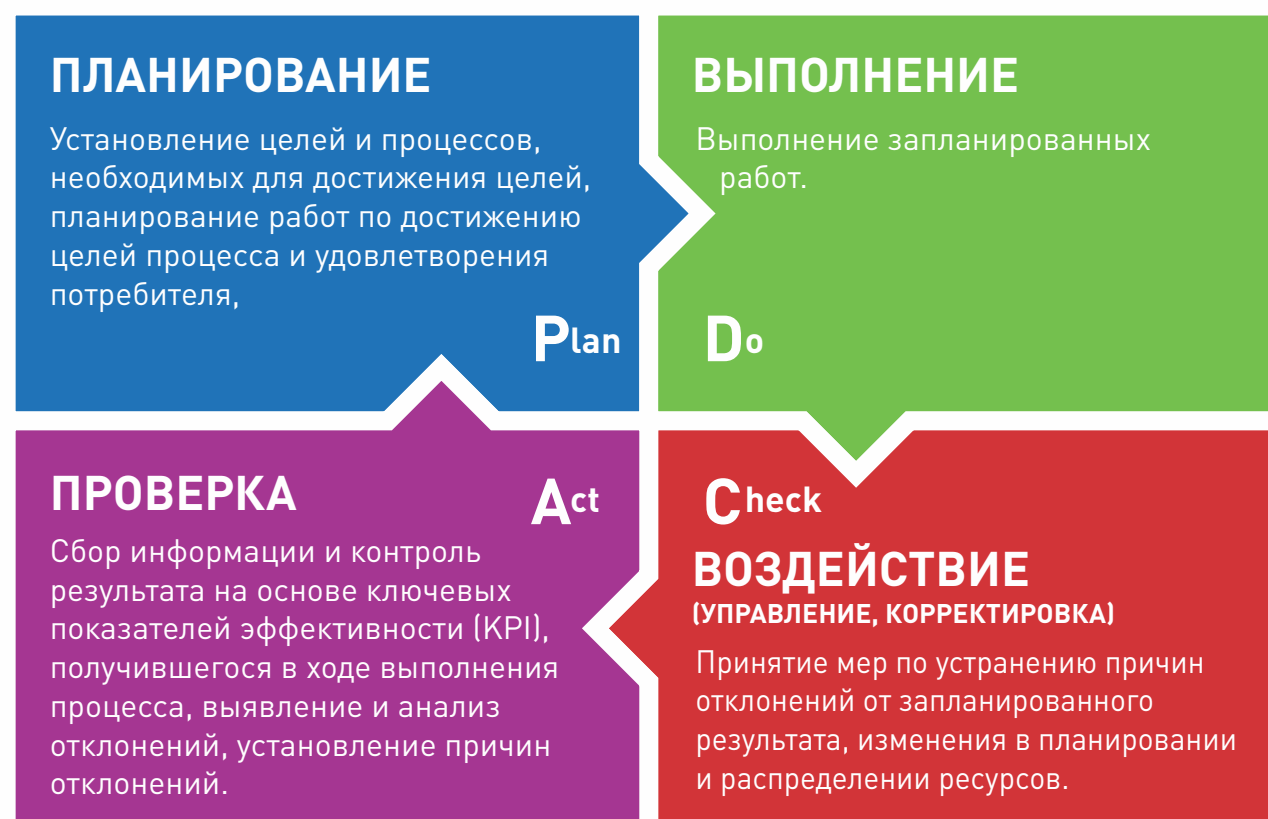 ПЛАНИРОВАНИЕ
Установление целей и процессов,
необходимых для достижения целей,
планирование работ по достижению
целей процесса и удовлетворения
потребителя,
Plan
ВЫПОЛНЕНИЕ
Выполнение запланированных
работ.
Do
ПРОВЕРКА
Act
Сбор информации и контроль
результата на основе ключевых
показателей эффективности (KPI),
получившегося в ходе выполнения
процесса, выявление и анализ
отклонений, установление причин
отклонений.
Check
ВОЗДЕЙСТВИЕ
(УПРАВЛЕНИЕ, КОРРЕКТИРОВКА)
Принятие мер по устранению причин
отклонений от запланированного
результата, изменения в планировании
и распределении ресурсов.